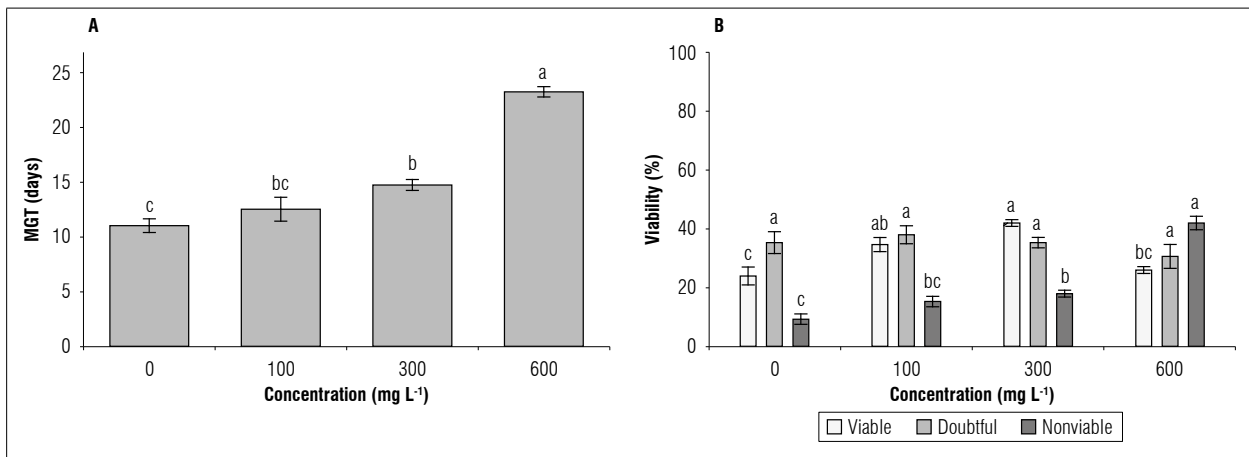 A
25
20
15
10
5
0
MGT (days)
c
bc
b
a
0 100 300 600
Concentration (mg L⁻¹)
B
100
80
60
40
20
0
Viability (%)
c a c
ab a bc
a a b
bc a a
0 100 300 600
Concentration (mg L⁻¹)
Viable Doubtful Nonviable